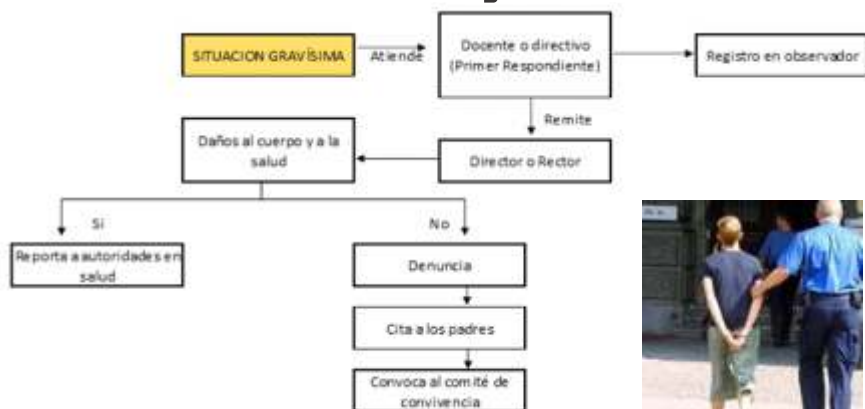 SITUACION GRAVÍSIMA
Atiende
Docente o directivo
(Primer Respondiente)
Registro en observador
Remite
Daños al cuerpo y a la
salud
Director o Rector
Si
No
Reporta a autoridades en
salud
Denuncia
Cita a los padres
Convoca al comité de
convivencia